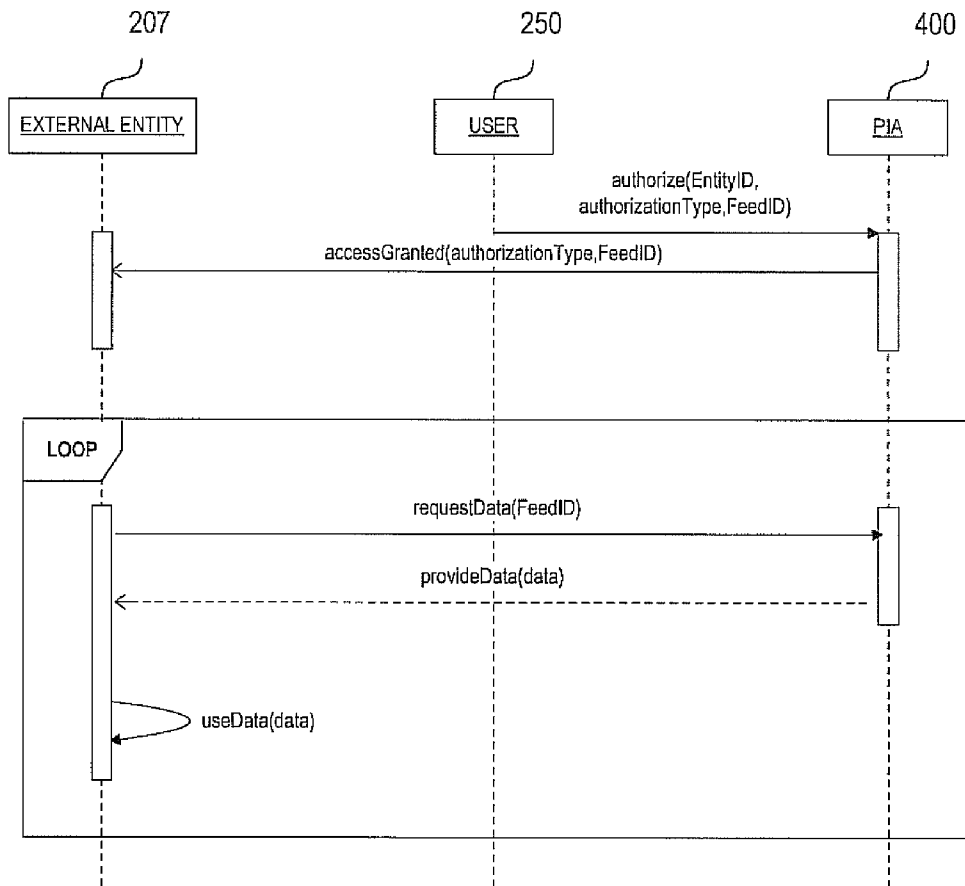 207
250
400
EXTERNAL ENTITY
USER
PIA
authorize(EntityID,
authorizationType,FeedID)
accessGranted(authorizationType,FeedID)
LOOP
requestData(FeedID)
provideData(data)
useData(data)